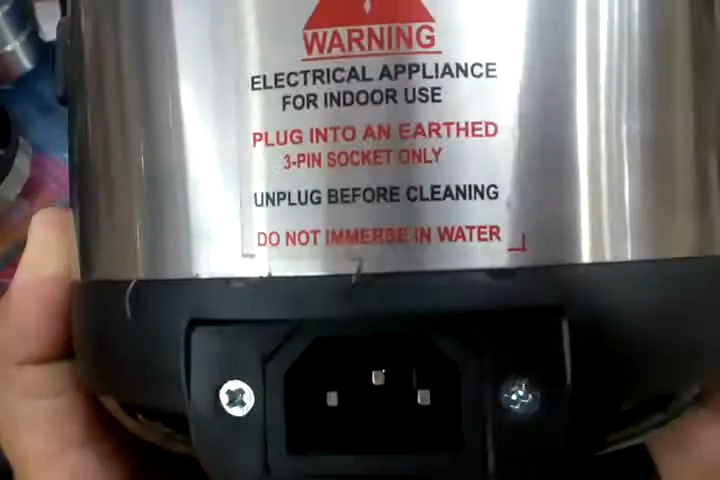 WARNING
ELECTRICAL APPLIANCE
FOR INDOOR USE
PLUG INTO AN EARTHED
3-PIN SOCKET ONLY
UNPLUG BEFORE CLEANING
DO NOT IMMERSE IN WATER